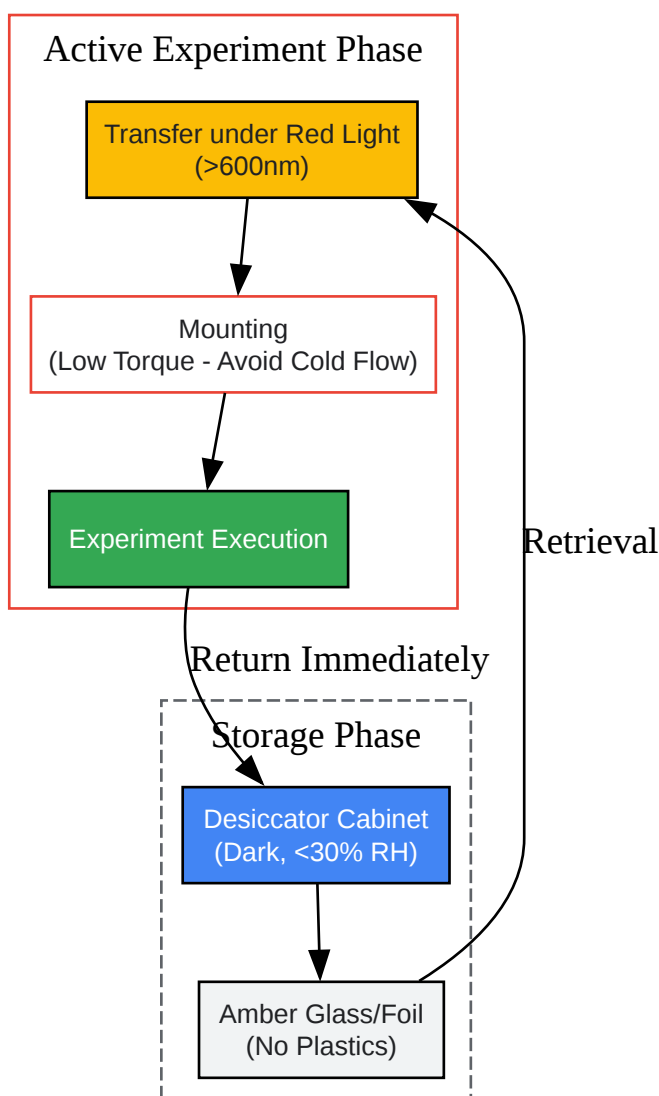 Active Experiment Phase
Transfer under Red Light
(>600nm)
Mounting
(Low Torque - Avoid Cold Flow)
Experiment Execution
Retrieval
Return Immediately
Storage Phase
Desiccator Cabinet
(Dark, <30% RH)
Amber Glass/Foil
(No Plastics)